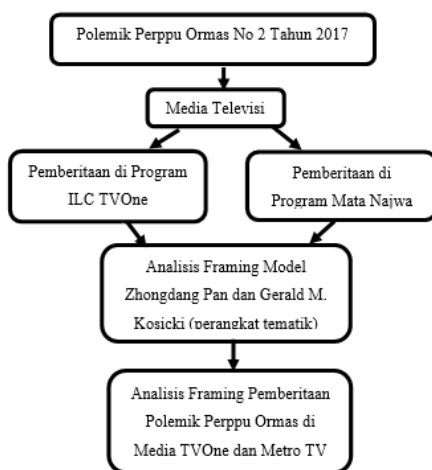 Polemik Perppu Ormas No 2 Tahun 2017
Media Televisi
Pemberitaan di Program
ILC TVOne
Pemberitaan di
Program Mata Najwa
Analisis Framing Model
Zhongdang Pan dan Gerald M.
Kosicki (perangkat tematik)
Analisis Framing Pemberitaan
Polemik Perppu Ormas di
Media TVOne dan Metro TV